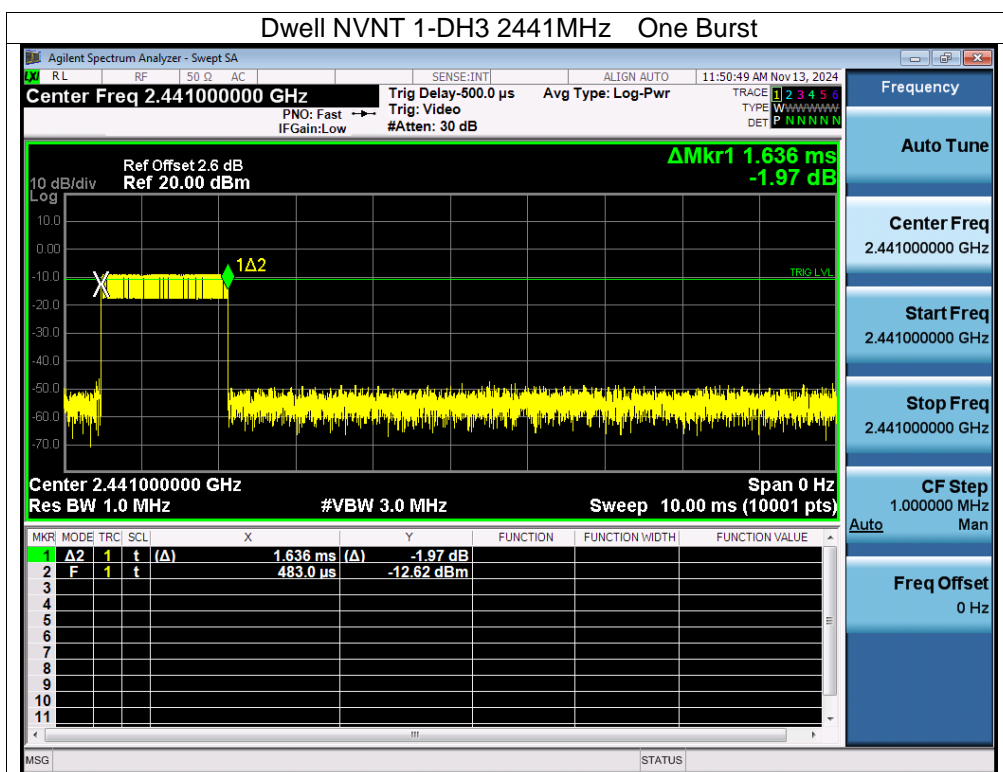 Dwell NVNT 1-DH3 2441MHz One Burst
Agilent Spectrum Analyzer - Swept SA
LXI RL RF 50 Ω AC SENSE:INT ALIGN AUTO 11:50:49 AM Nov 13, 2024
Center Freq 2.441000000 GHz Trig Delay-500.0 µs Avg Type: Log-Pwr TRACE 1 2 3 4 5 6
PNO: Fast Trig: Video TYPE WWWWWWW
IFGain:Low #Atten: 30 dB DET P N N N N N
Frequency
Auto Tune
Center Freq
2.441000000 GHz
Start Freq
2.441000000 GHz
Stop Freq
2.441000000 GHz
CF Step
1.000000 MHz
Auto Man
Freq Offset
0 Hz
ΔMkr1 1.636 ms
-1.97 dB
Ref Offset 2.6 dB
10 dB/div Ref 20.00 dBm
Log
10.0
0.00
-10.0
-20.0
-30.0
-40.0
-50.0
-60.0
-70.0
X
1Δ2
TRIG LVL
Center 2.441000000 GHz Span 0 Hz
Res BW 1.0 MHz #VBW 3.0 MHz Sweep 10.00 ms (10001 pts)
MKR MODE TRC SCL X Y FUNCTION FUNCTION WIDTH FUNCTION VALUE
1 Δ2 1 t (Δ) 1.636 ms (Δ) -1.97 dB
2 F 1 t 483.0 µs -12.62 dBm
3
4
5
6
7
8
9
10
11
MSG STATUS